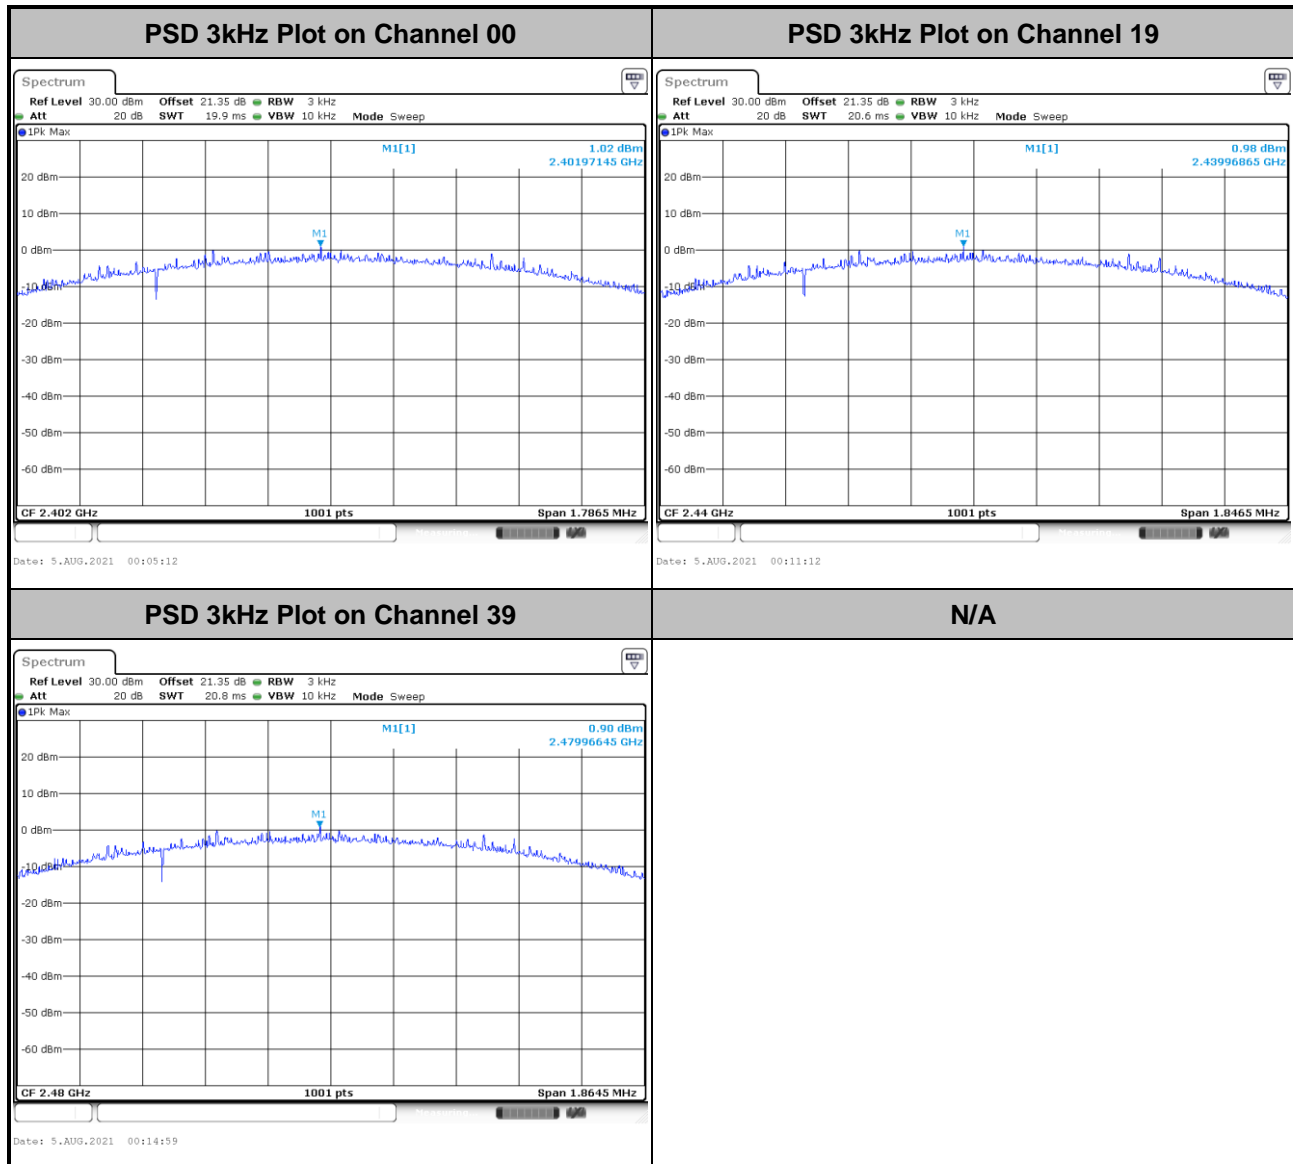 PSD 3kHz Plot on Channel 00
PSD 3kHz Plot on Channel 19
Spectrum
Ref Level 30.00 dBm Offset 21.35 dB RBW 3 kHz
Att 20 dB SWT 19.9 ms VBW 10 kHz Mode Sweep
1Pk Max
M1[1] 1.02 dBm
2.40197145 GHz
20 dBm
10 dBm
M1
0 dBm
-10 dBm
-20 dBm
-30 dBm
-40 dBm
-50 dBm
-60 dBm
CF 2.402 GHz 1001 pts Span 1.7865 MHz
Measuring
Date: 5.AUG.2021 00:05:12
Spectrum
Ref Level 30.00 dBm Offset 21.35 dB RBW 3 kHz
Att 20 dB SWT 20.6 ms VBW 10 kHz Mode Sweep
1Pk Max
M1[1] 0.98 dBm
2.43996865 GHz
20 dBm
10 dBm
M1
0 dBm
-10 dBm
-20 dBm
-30 dBm
-40 dBm
-50 dBm
-60 dBm
CF 2.44 GHz 1001 pts Span 1.8465 MHz
Measuring
Date: 5.AUG.2021 00:11:12
PSD 3kHz Plot on Channel 39
N/A
Spectrum
Ref Level 30.00 dBm Offset 21.35 dB RBW 3 kHz
Att 20 dB SWT 20.8 ms VBW 10 kHz Mode Sweep
1Pk Max
M1[1] 0.90 dBm
2.47996645 GHz
20 dBm
10 dBm
M1
0 dBm
-10 dBm
-20 dBm
-30 dBm
-40 dBm
-50 dBm
-60 dBm
CF 2.48 GHz 1001 pts Span 1.8645 MHz
Measuring
Date: 5.AUG.2021 00:14:59